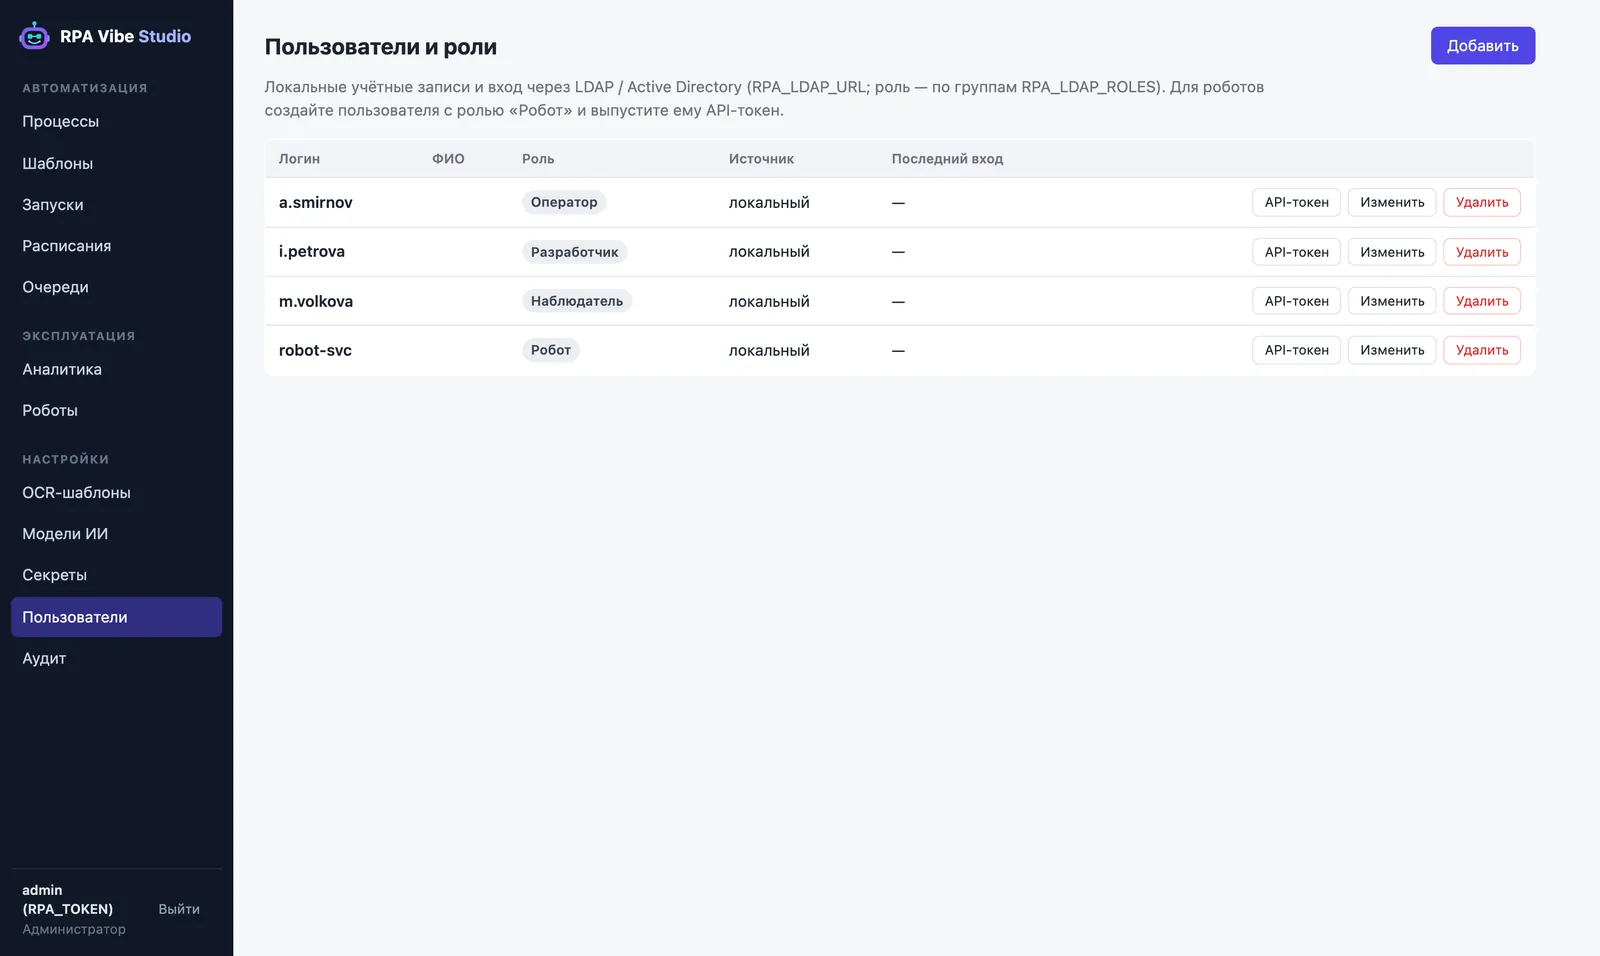 RPA Vibe Studio
АВТОМАТИЗАЦИЯ
Процессы
Шаблоны
Запуски
Расписания
Очереди
ЭКСПЛУАТАЦИЯ
Аналитика
Роботы
НАСТРОЙКИ
OCR-шаблоны
Модели ИИ
Секреты
Пользователи
Аудит
admin
(RPA_TOKEN)
Выйти
Администратор
Пользователи и роли
Добавить
Локальные учётные записи и вход через LDAP / Active Directory (RPA_LDAP_URL; роль — по группам RPA_LDAP_ROLES). Для роботов
создайте пользователя с ролью «Робот» и выпустите ему API-токен.
Логин ФИО Роль Источник Последний вход
a.smirnov Оператор локальный — API-токен Изменить Удалить
i.petrova Разработчик локальный — API-токен Изменить Удалить
m.volkova Наблюдатель локальный — API-токен Изменить Удалить
robot-svc Робот локальный — API-токен Изменить Удалить